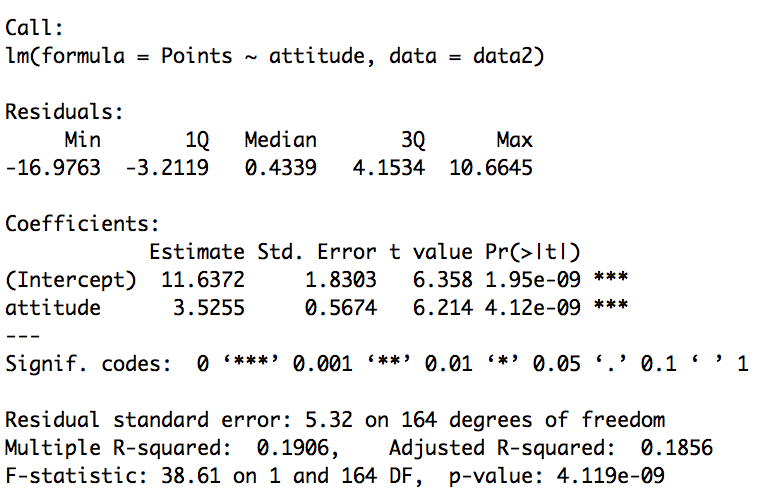 Call:
lm(formula = Points ~ attitude, data = data2)
Residuals:
     Min       1Q   Median       3Q      Max
-16.9763  -3.2119   0.4339   4.1534  10.6645
Coefficients:
            Estimate Std. Error t value Pr(>|t|)
(Intercept)  11.6372     1.8303   6.358 1.95e-09 ***
attitude      3.5255     0.5674   6.214 4.12e-09 ***
---
Signif. codes:  0 ‘***’ 0.001 ‘**’ 0.01 ‘*’ 0.05 ‘.’ 0.1 ‘ ’ 1
Residual standard error: 5.32 on 164 degrees of freedom
Multiple R-squared:  0.1906,    Adjusted R-squared:  0.1856
F-statistic: 38.61 on 1 and 164 DF,  p-value: 4.119e-09